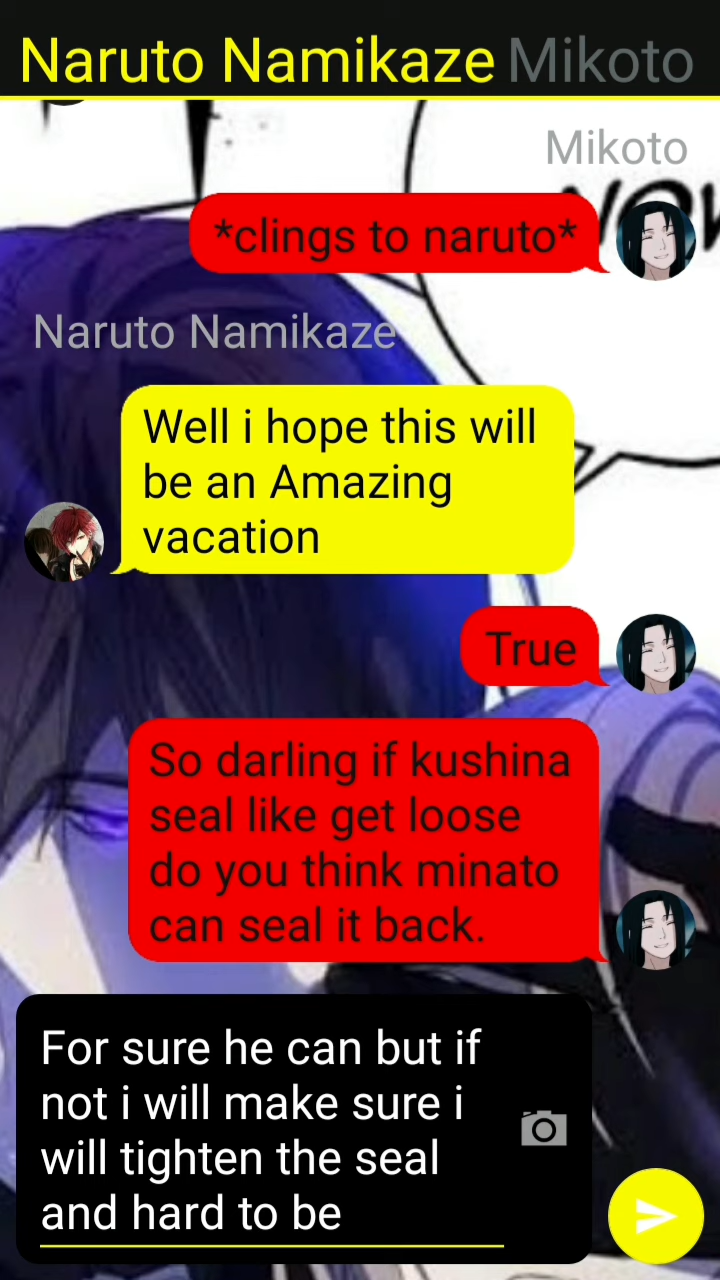 Naruto Namikaze Mikoto
Mikoto
NOW
*clings to naruto*
Naruto Namikaze
Well i hope this will
be an Amazing
vacation
True
So darling if kushina
seal like get loose
do you think minato
can seal it back.
For sure he can but if
not i will make sure i
will tighten the seal
and hard to be